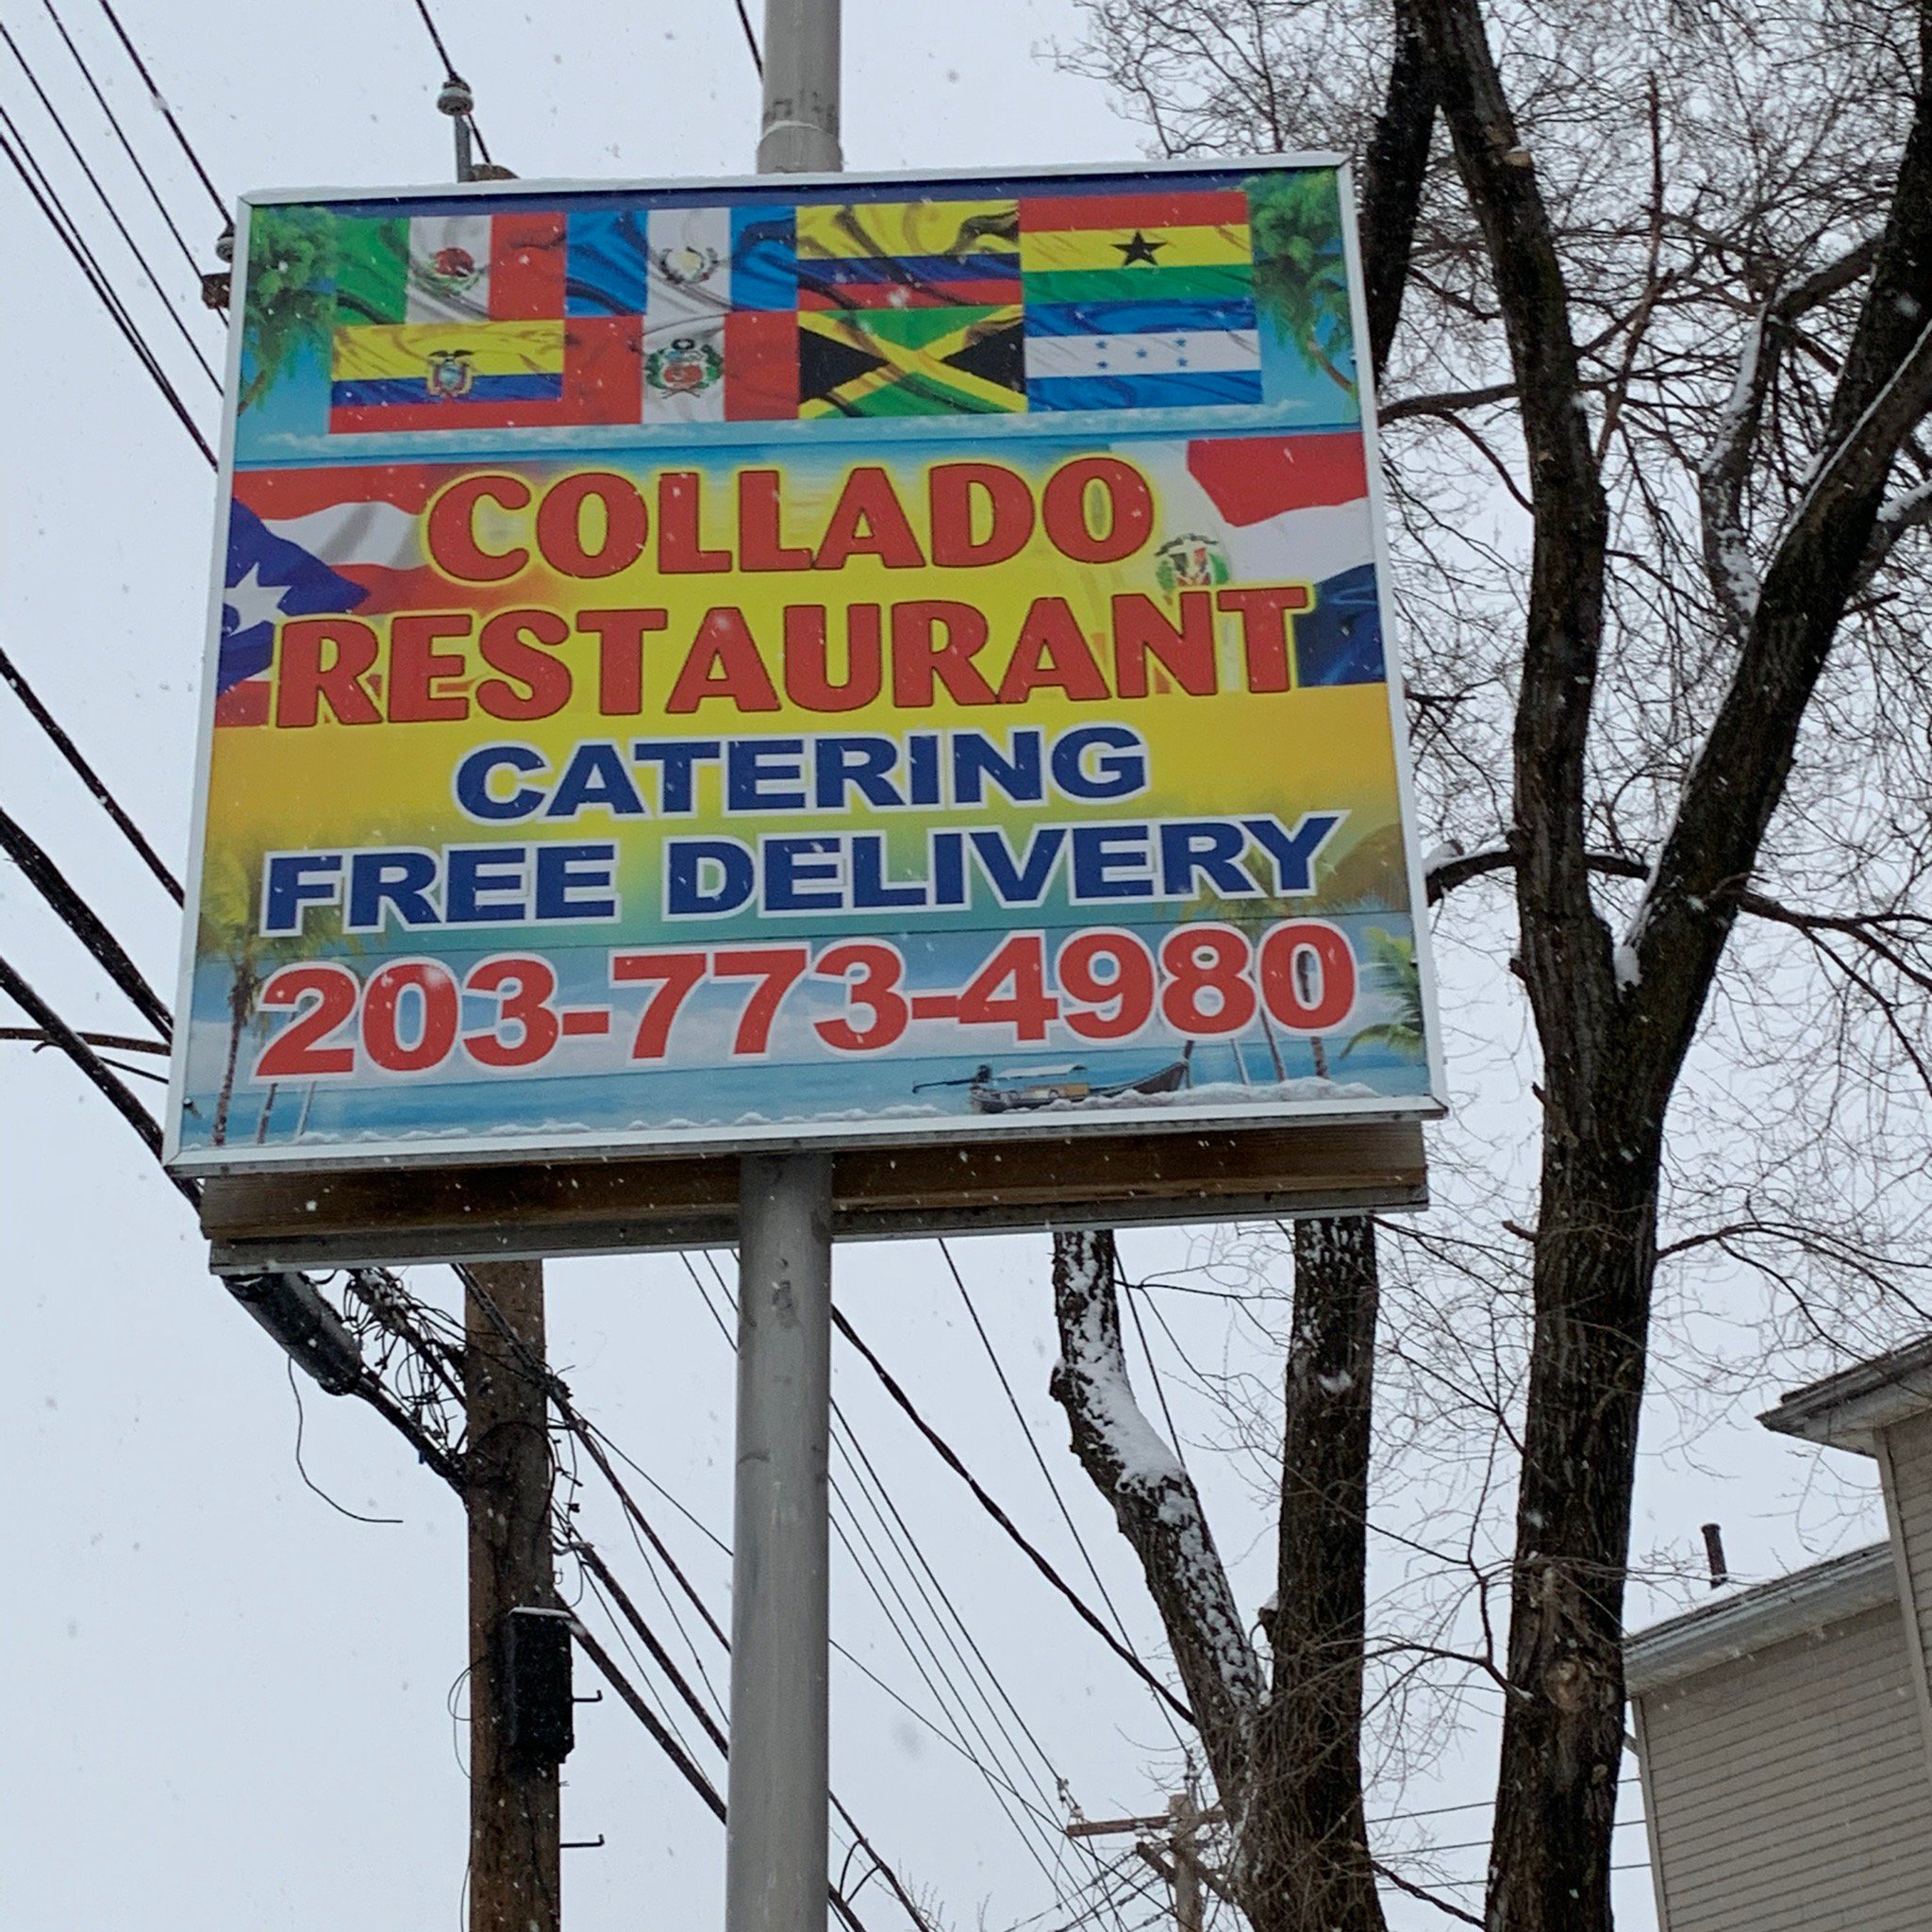 COLLADO
RESTAURANT
CATERING
FREE DELIVERY
203-773-4980